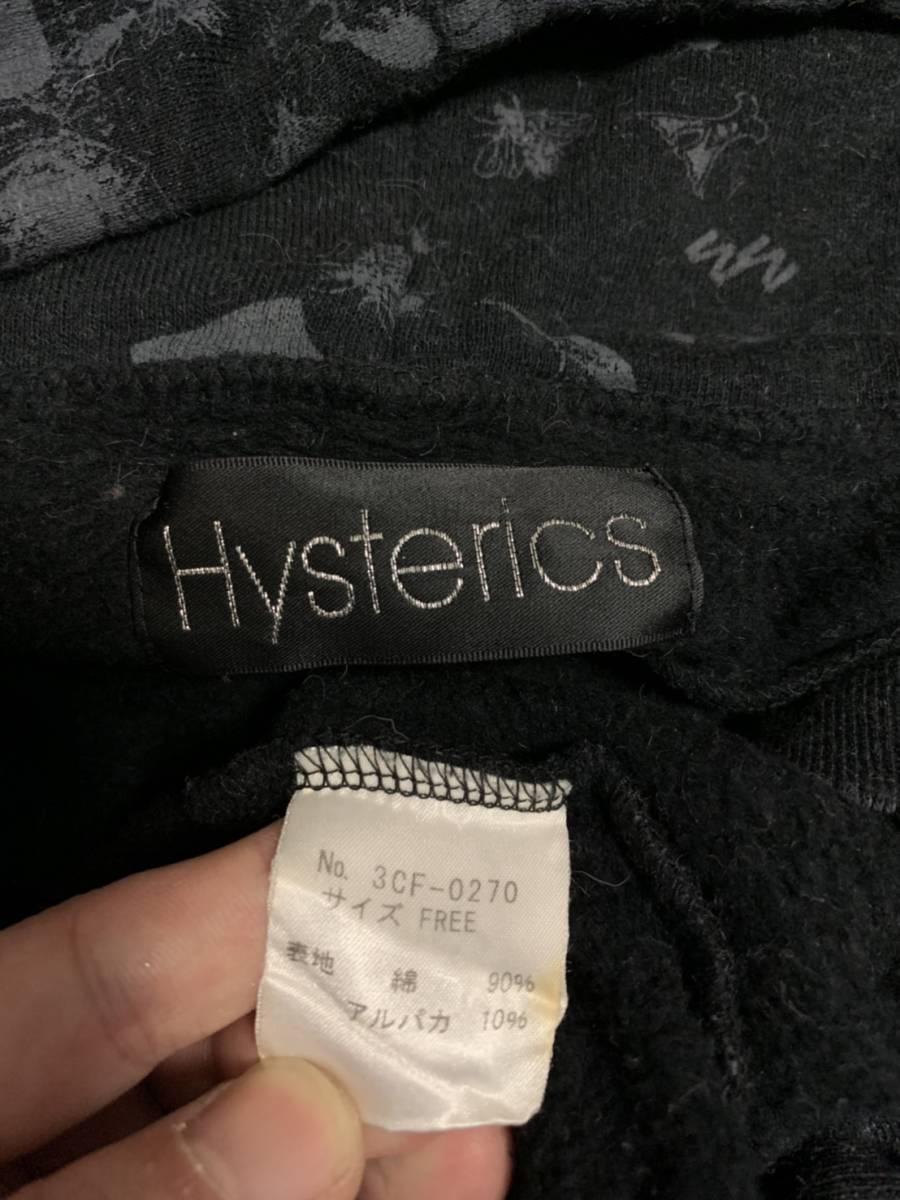 Hysterics
No. 3CF-0270
サイズ FREE
表地 綿 90%
アルパカ 10%